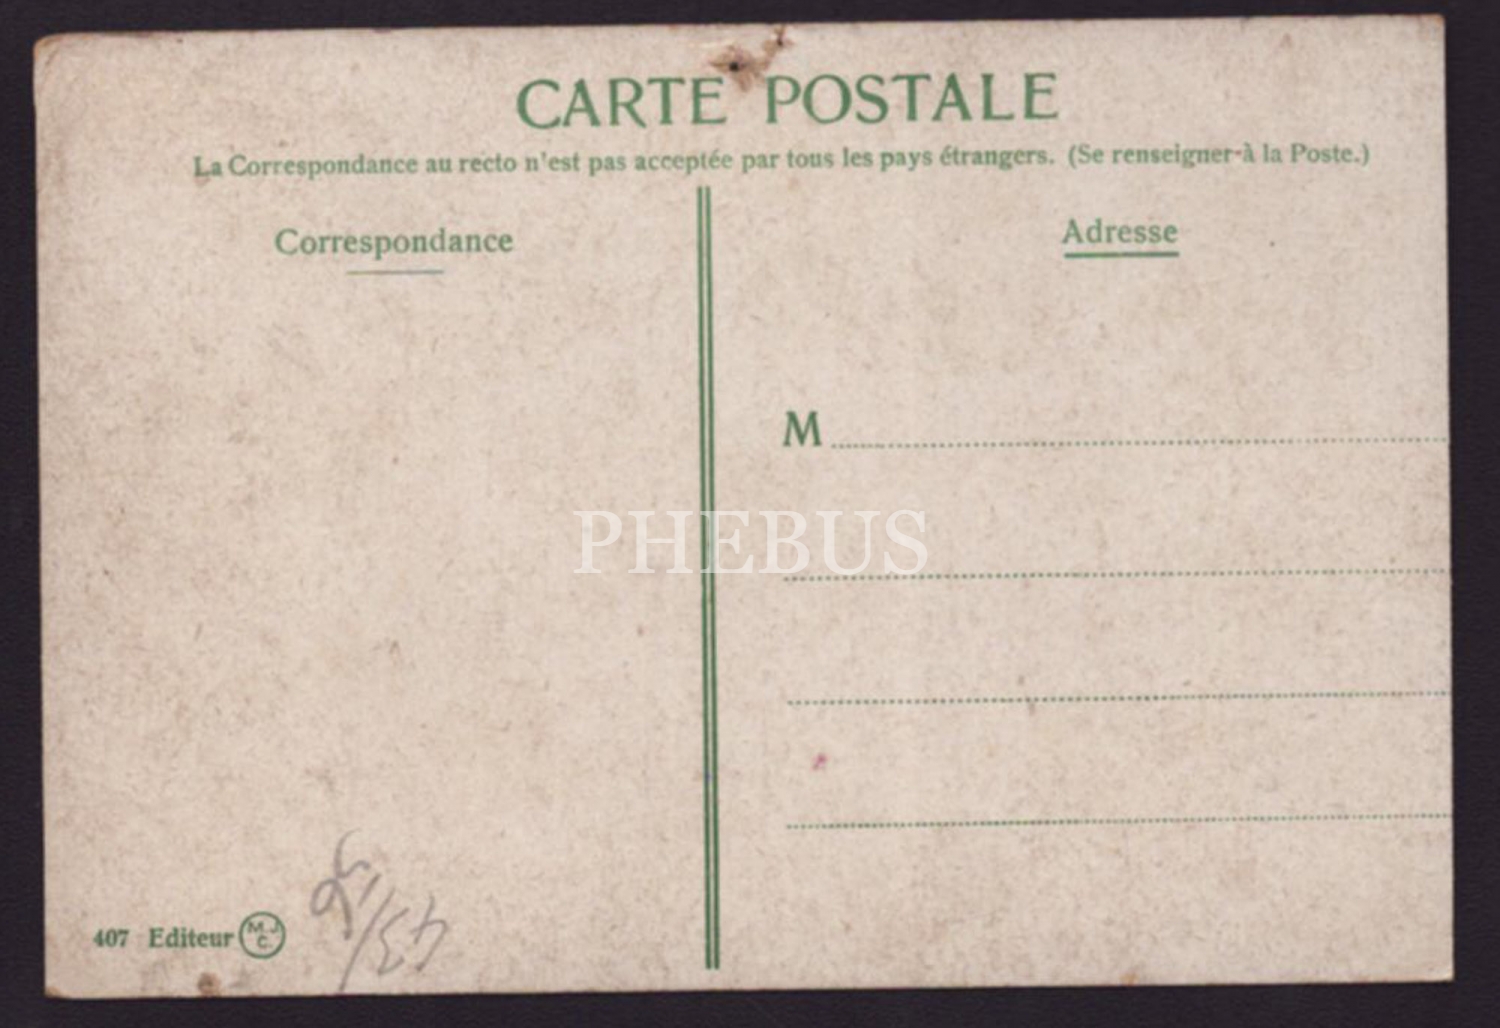 CARTE POSTALE
La Correspondance au recto n'est pas acceptée par tous les pays étrangers. (Se renseigner à la Poste.)
Correspondance
Adresse
M
PHEBUS
407 Editeur M. J. C.